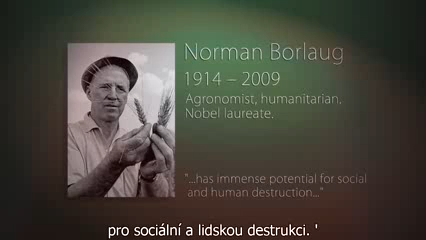 Norman Borlaug
1914 – 2009
Agronomist, humanitarian,
Nobel laureate.
"...has immense potential for social
and human destruction..."
pro sociální a lidskou destrukci. '